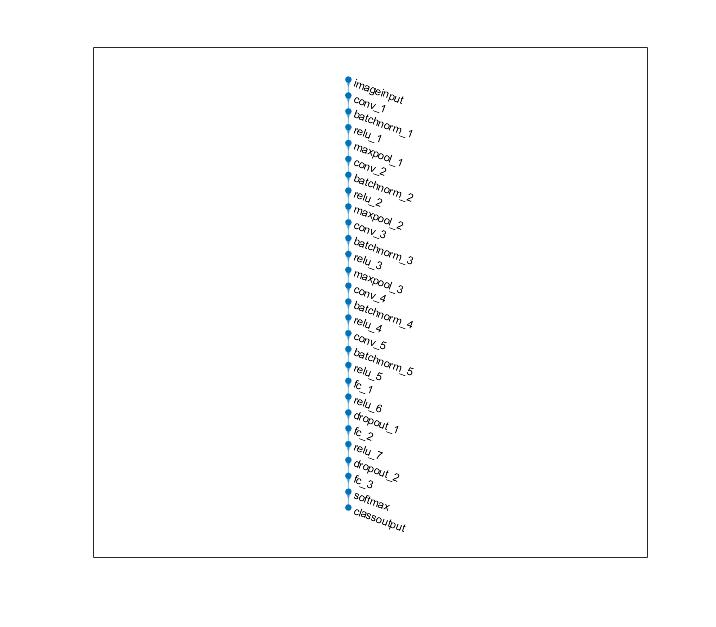 imageinput
conv_1
batchnorm_1
relu_1
maxpool_1
conv_2
batchnorm_2
relu_2
maxpool_2
conv_3
batchnorm_3
relu_3
maxpool_3
conv_4
batchnorm_4
relu_4
conv_5
batchnorm_5
relu_5
fc_1
relu_6
dropout_1
fc_2
relu_7
dropout_2
fc_3
softmax
classoutput